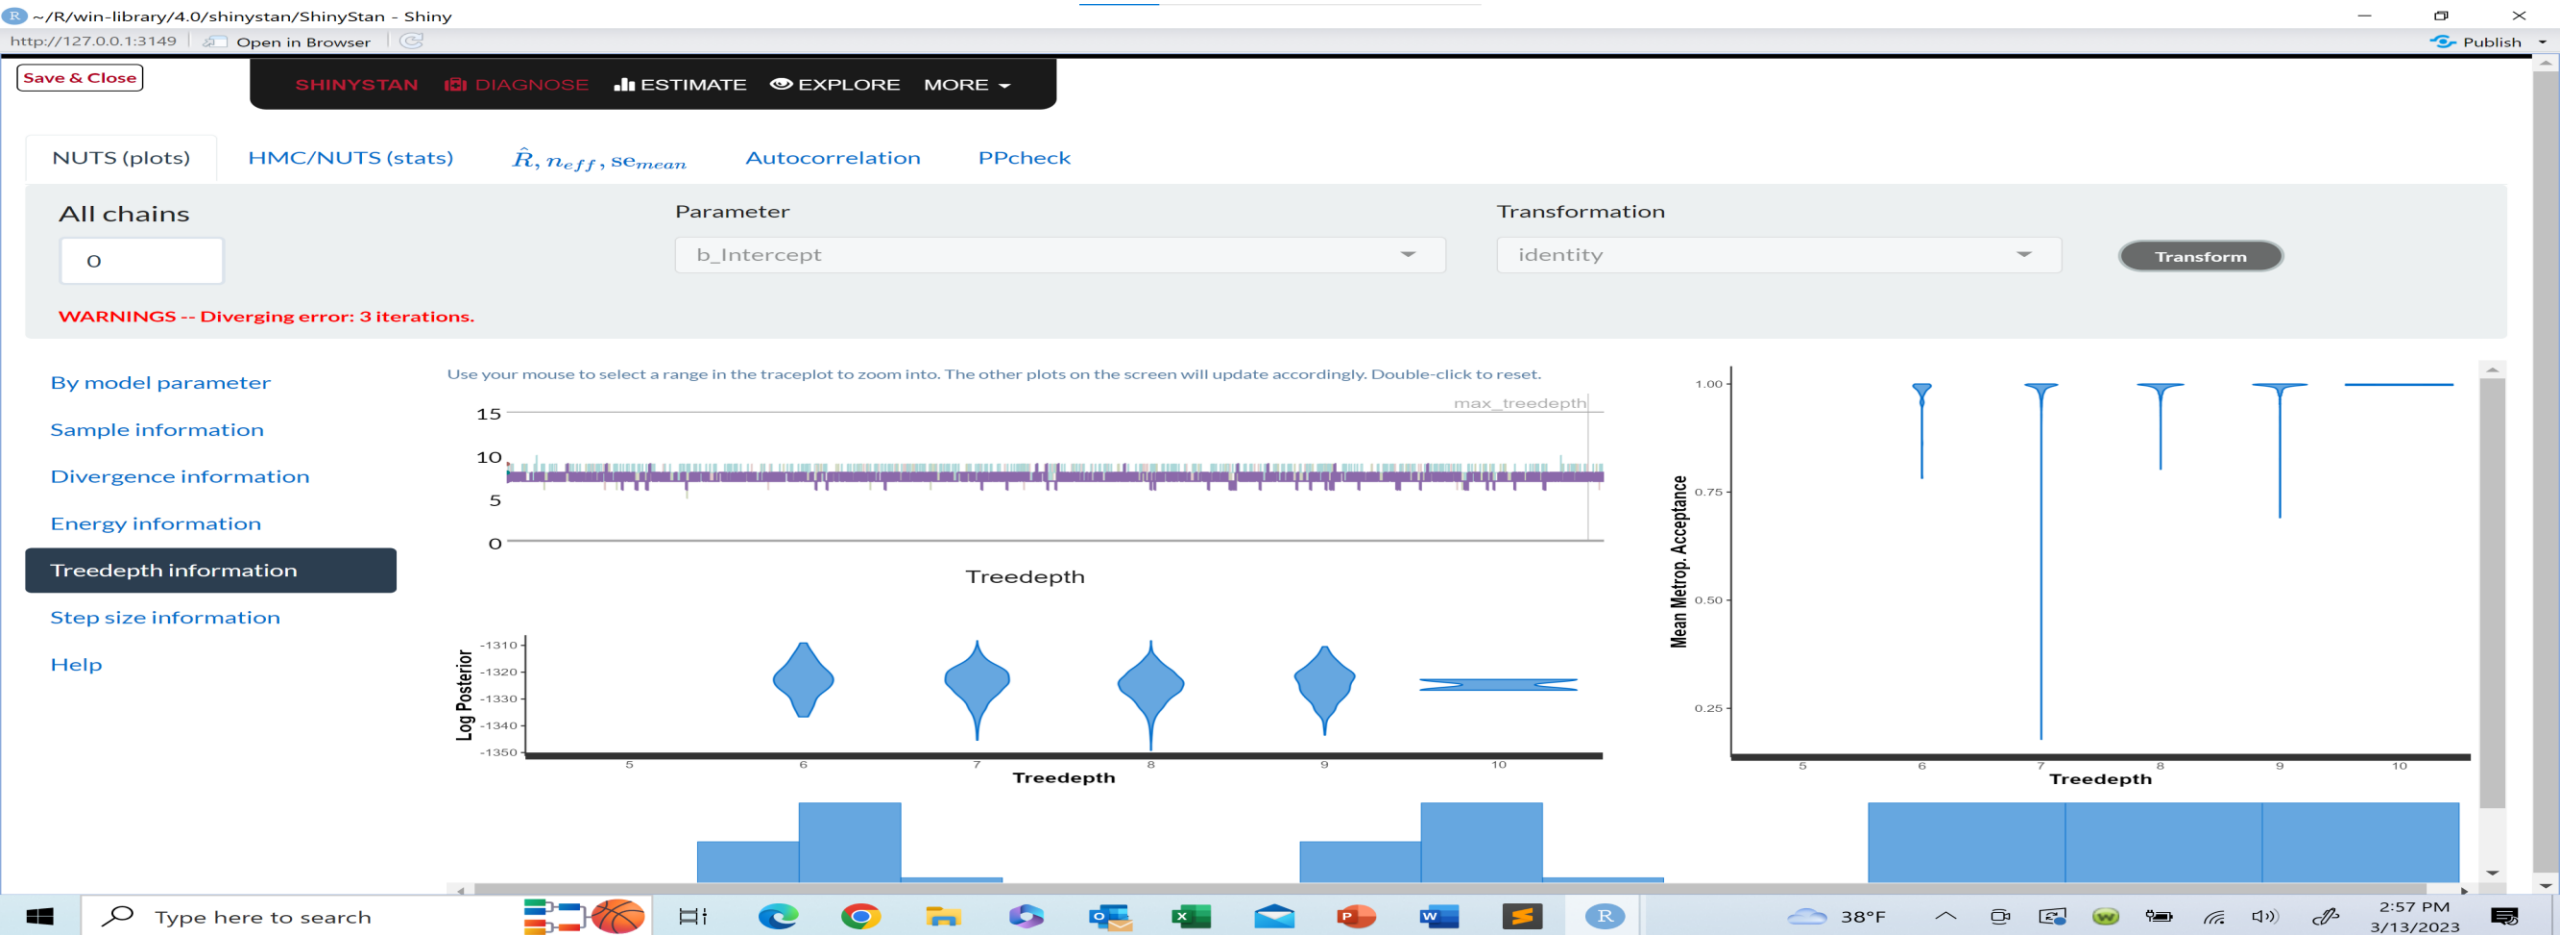 ~/R/win-library/4.0/shinystan/ShinyStan - Shiny
http://127.0.0.1:3149 Open in Browser Publish
Save & Close
SHINYSTAN DIAGNOSE ESTIMATE EXPLORE MORE
NUTS (plots) HMC/NUTS (stats) R̂, n_eff, se_mean Autocorrelation PPcheck
All chains Parameter Transformation
0 b_Intercept identity Transform
WARNINGS -- Diverging error: 3 iterations.
By model parameter
Sample information
Divergence information
Energy information
Treedepth information
Step size information
Help
Use your mouse to select a range in the traceplot to zoom into. The other plots on the screen will update accordingly. Double-click to reset.
max_treedepth
15
10
5
0
Treedepth
Log Posterior
-1310
-1320
-1330
-1340
-1350
5 6 7 8 9 10
Treedepth
Mean Metrop. Acceptance
1.00
0.75
0.50
0.25
5 6 7 8 9 10
Treedepth
Type here to search
38°F
2:57 PM
3/13/2023